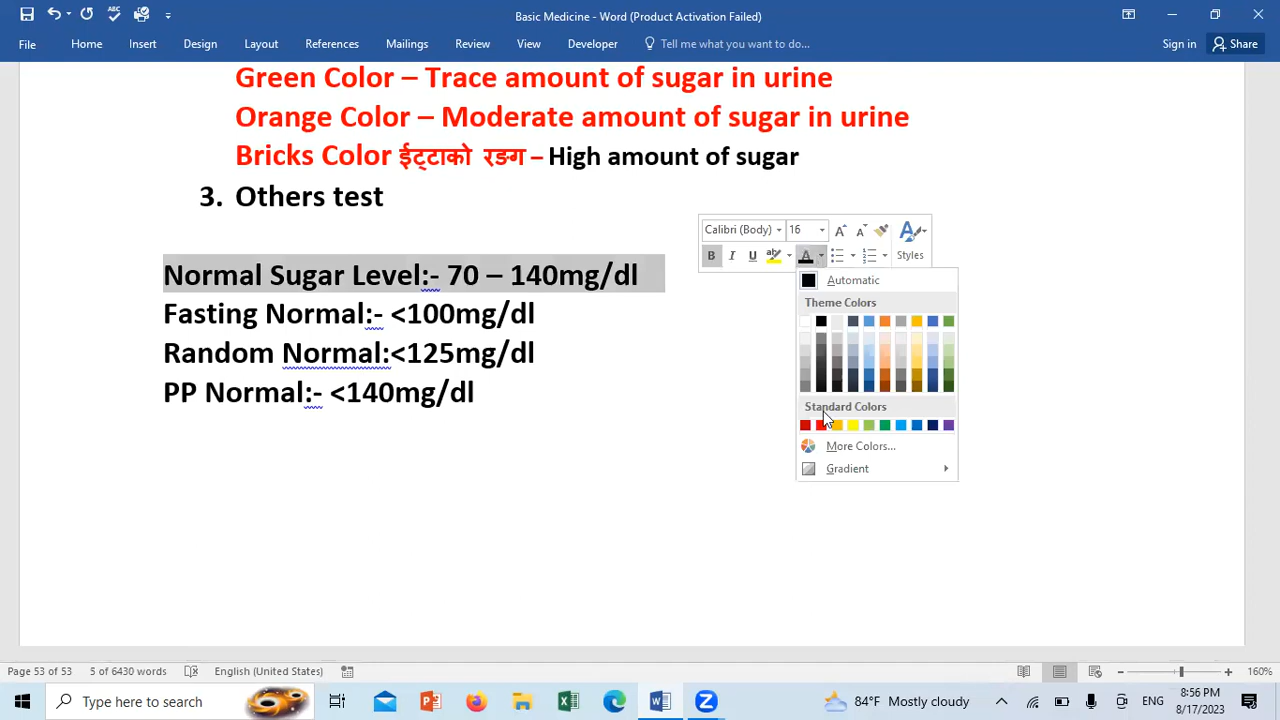 Basic Medicine - Word (Product Activation Failed)
File Home Insert Design Layout References Mailings Review View Developer Tell me what you want to do... Sign in Share
Green Color – Trace amount of sugar in urine
Orange Color – Moderate amount of sugar in urine
Bricks Color ईट्टाको रङग – High amount of sugar
3. Others test
Calibri (Body) 16
B I U ab A Styles
Normal Sugar Level:- 70 – 140mg/dl
Fasting Normal:- <100mg/dl
Random Normal:<125mg/dl
PP Normal:- <140mg/dl
Automatic
Theme Colors
Standard Colors
More Colors...
Gradient
Page 53 of 53 5 of 6430 words English (United States) 160%
Type here to search 84°F Mostly cloudy ENG 8:56 PM
8/17/2023